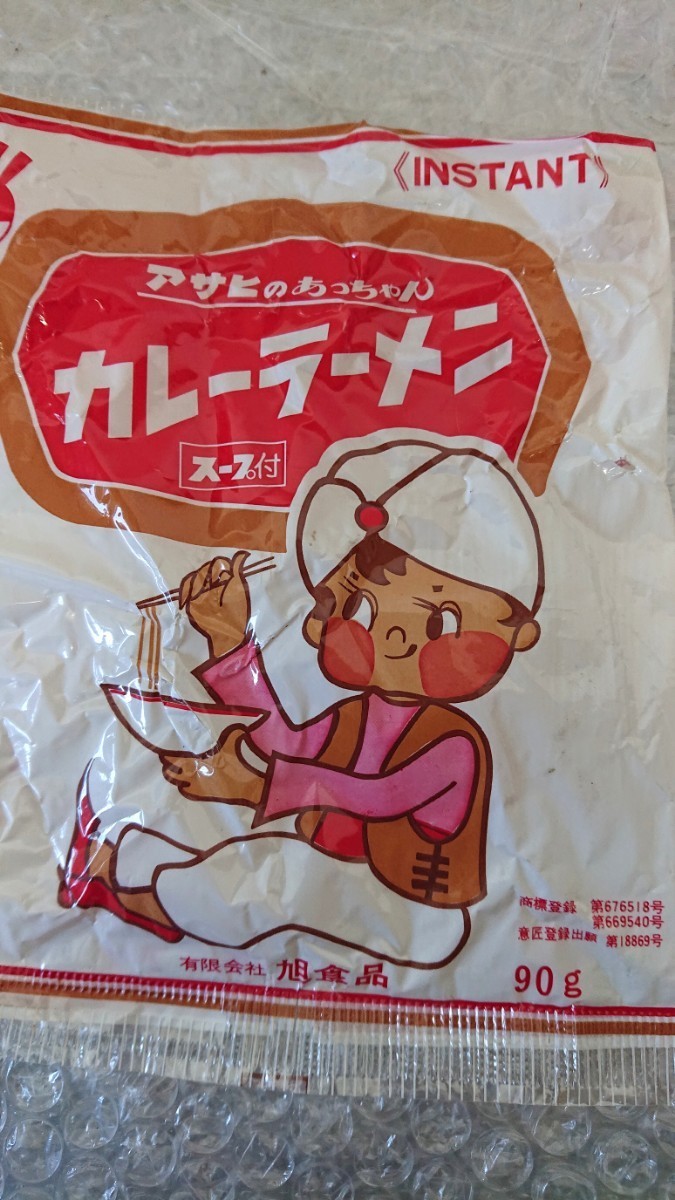 《INSTANT》
アサヒのあっちゃん
カレーラーメン
スープ付
商標登録 第676518号
第669540号
意匠登録出願 第18869号
有限会社 旭食品
90g